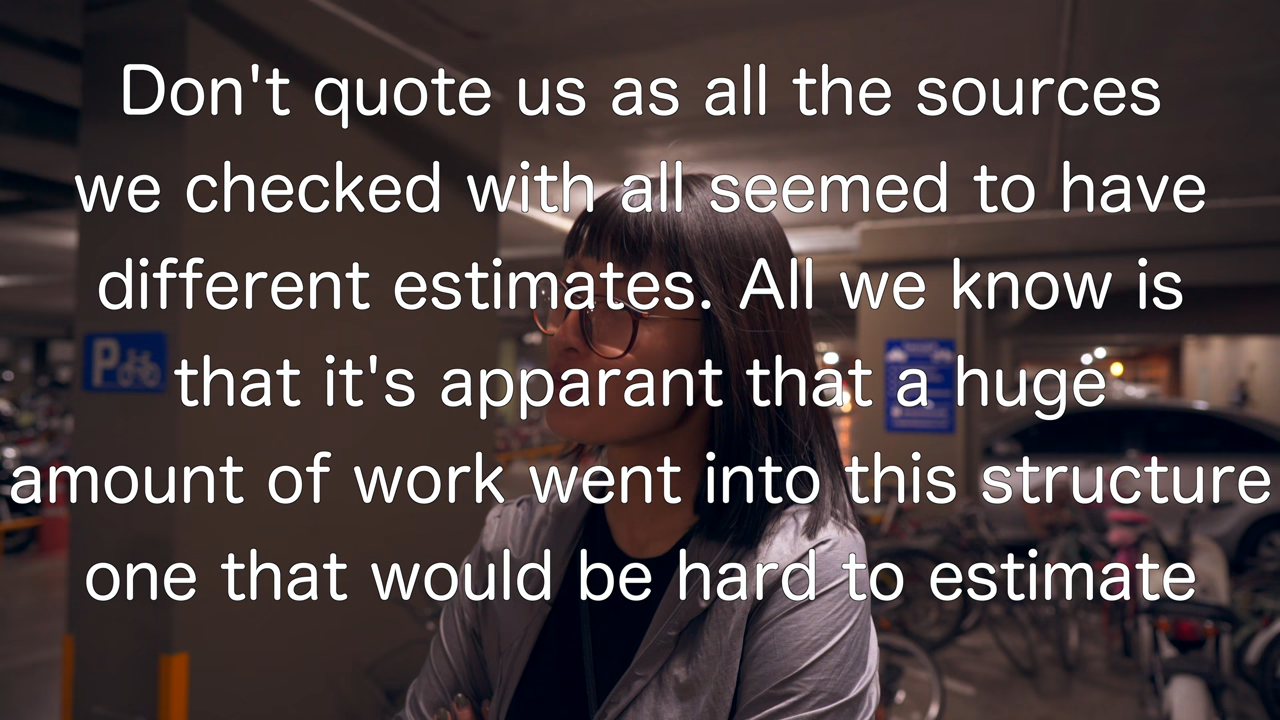 Don't quote us as all the sources
we checked with all seemed to have
different estimates. All we know is
that it's apparant that a huge
amount of work went into this structure
one that would be hard to estimate
P